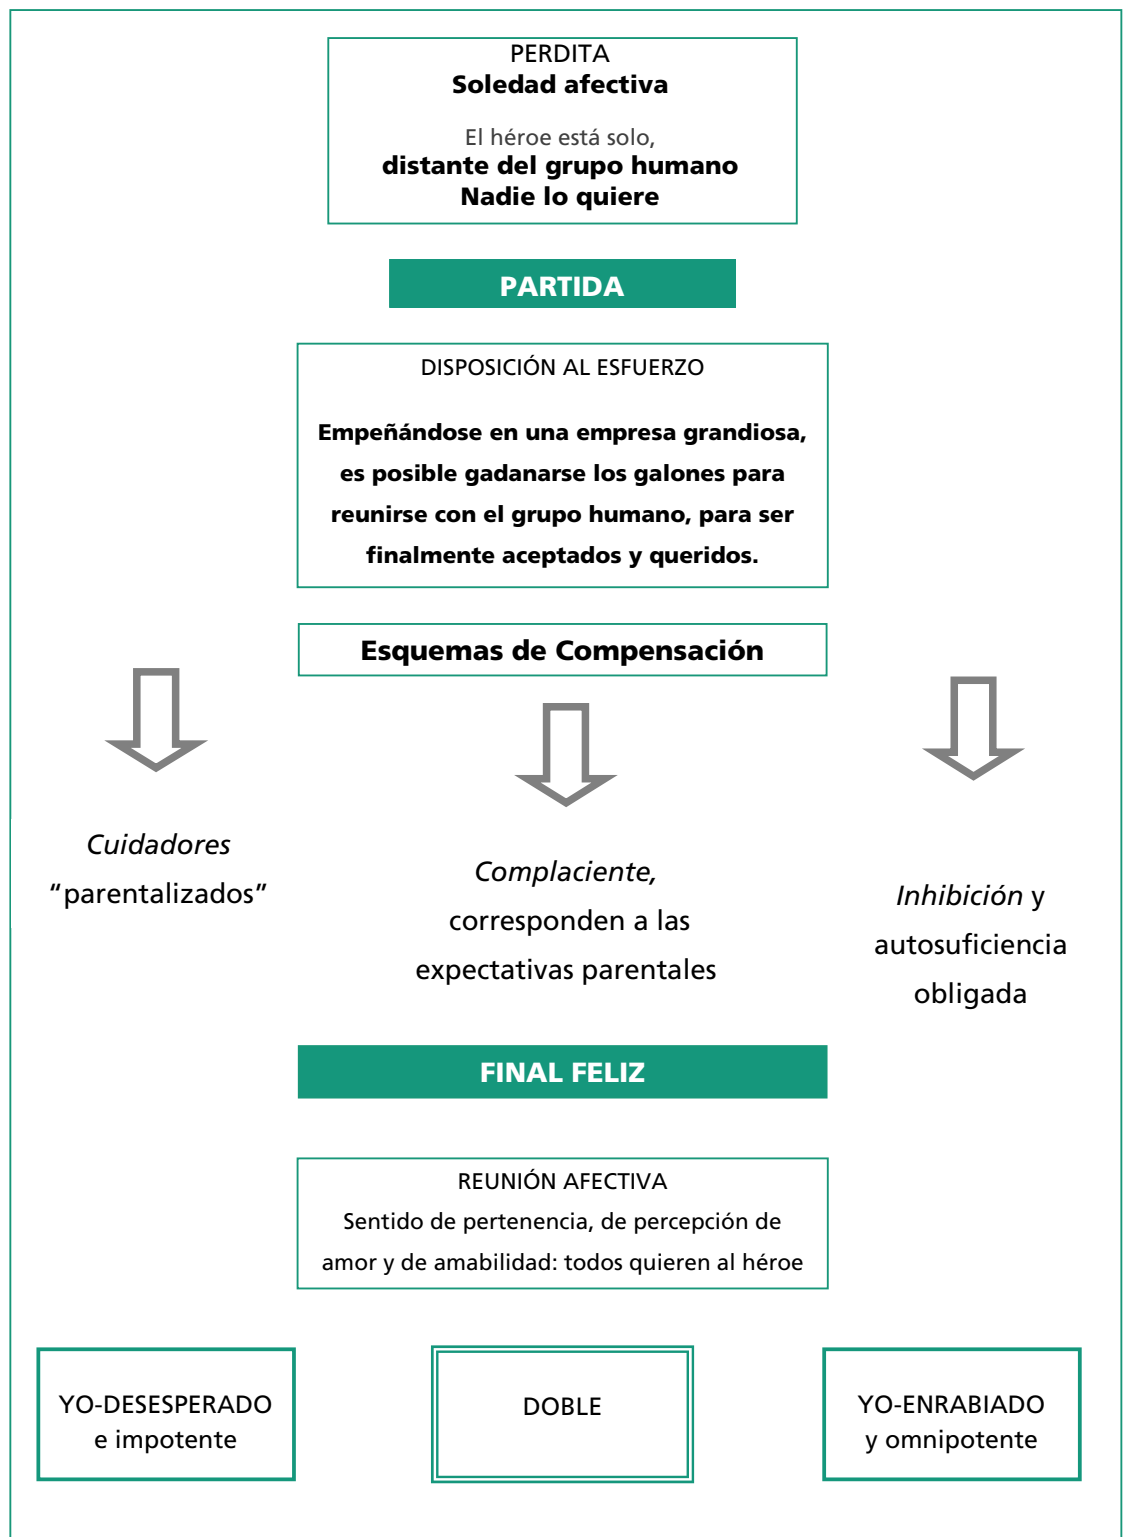 PERDITA
Soledad afectiva
El héroe está solo,
distante del grupo humano
Nadie lo quiere
PARTIDA
DISPOSICIÓN AL ESFUERZO
Empeñándose en una empresa grandiosa,
es posible gadanarse los galones para
reunirse con el grupo humano, para ser
finalmente aceptados y queridos.
Esquemas de Compensación
Cuidadores
“parentalizados”
Complaciente,
corresponden a las
expectativas parentales
Inhibición y
autosuficiencia
obligada
FINAL FELIZ
REUNIÓN AFECTIVA
Sentido de pertenencia, de percepción de
amor y de amabilidad: todos quieren al héroe
YO-DESESPERADO
e impotente
DOBLE
YO-ENRABIADO
y omnipotente